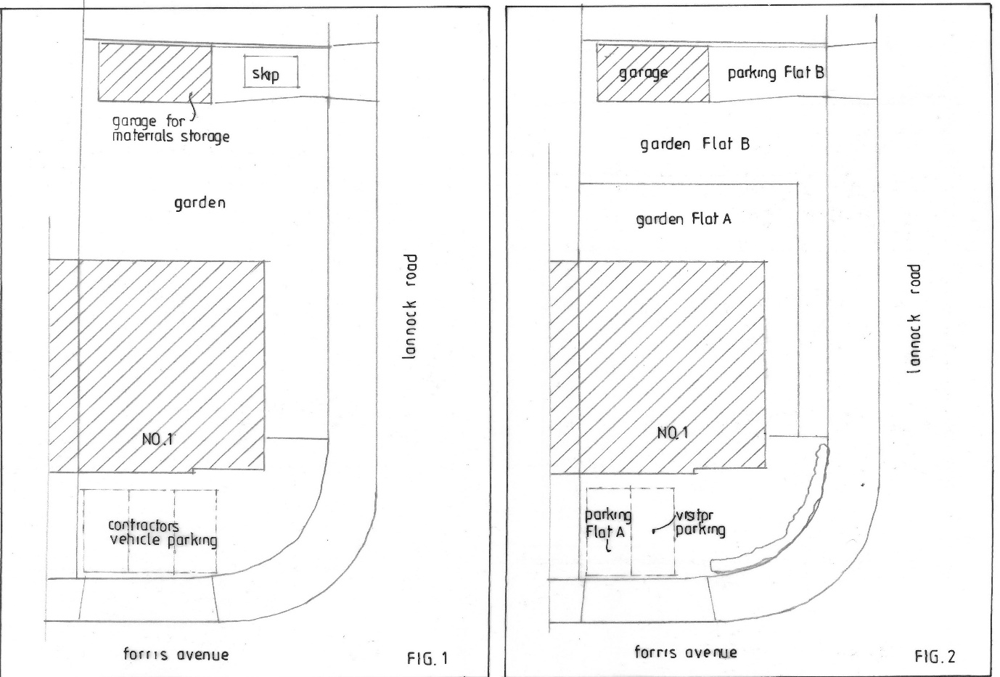 skip
garage for
materials storage
garden
lannock road
NO.1
contractors
vehicle parking
forris avenue
FIG. 1
garage
parking Flat B
garden Flat B
garden Flat A
lannock road
NO.1
parking
Flat A
visitor
parking
forris avenue
FIG. 2